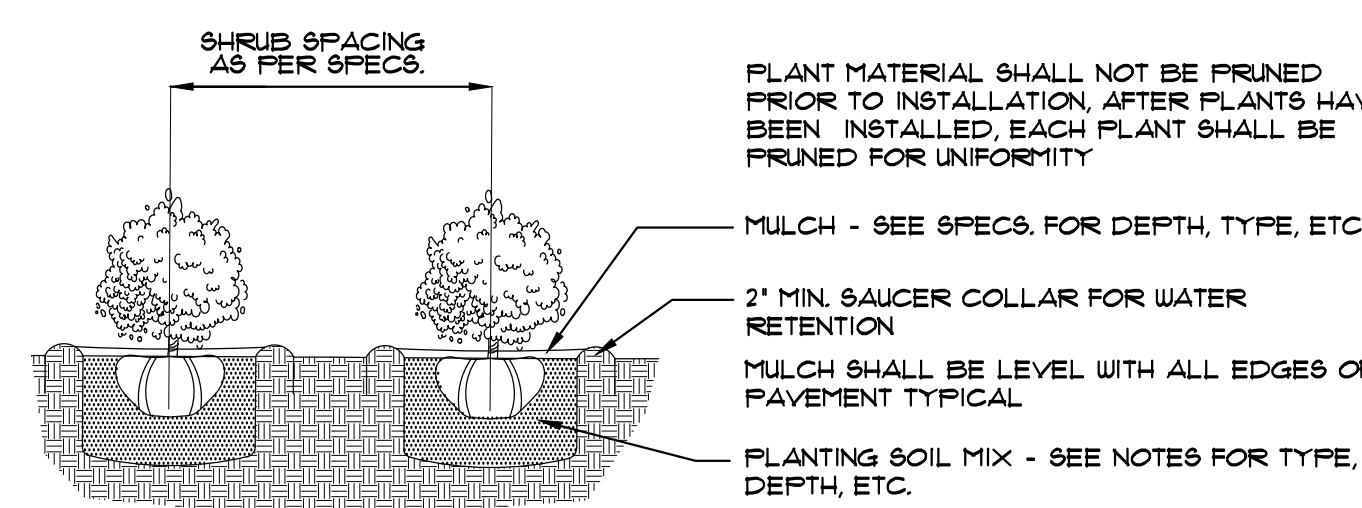 SHRUB SPACING
AS PER SPECS.
PLANT MATERIAL SHALL NOT BE PRUNED
PRIOR TO INSTALLATION, AFTER PLANTS HAV
BEEN INSTALLED, EACH PLANT SHALL BE
PRUNED FOR UNIFORMITY
MULCH - SEE SPECS. FOR DEPTH, TYPE, ETC
2" MIN. SAUCER COLLAR FOR WATER
RETENTION
MULCH SHALL BE LEVEL WITH ALL EDGES O
PAVEMENT TYPICAL
PLANTING SOIL MIX - SEE NOTES FOR TYPE,
DEPTH, ETC.